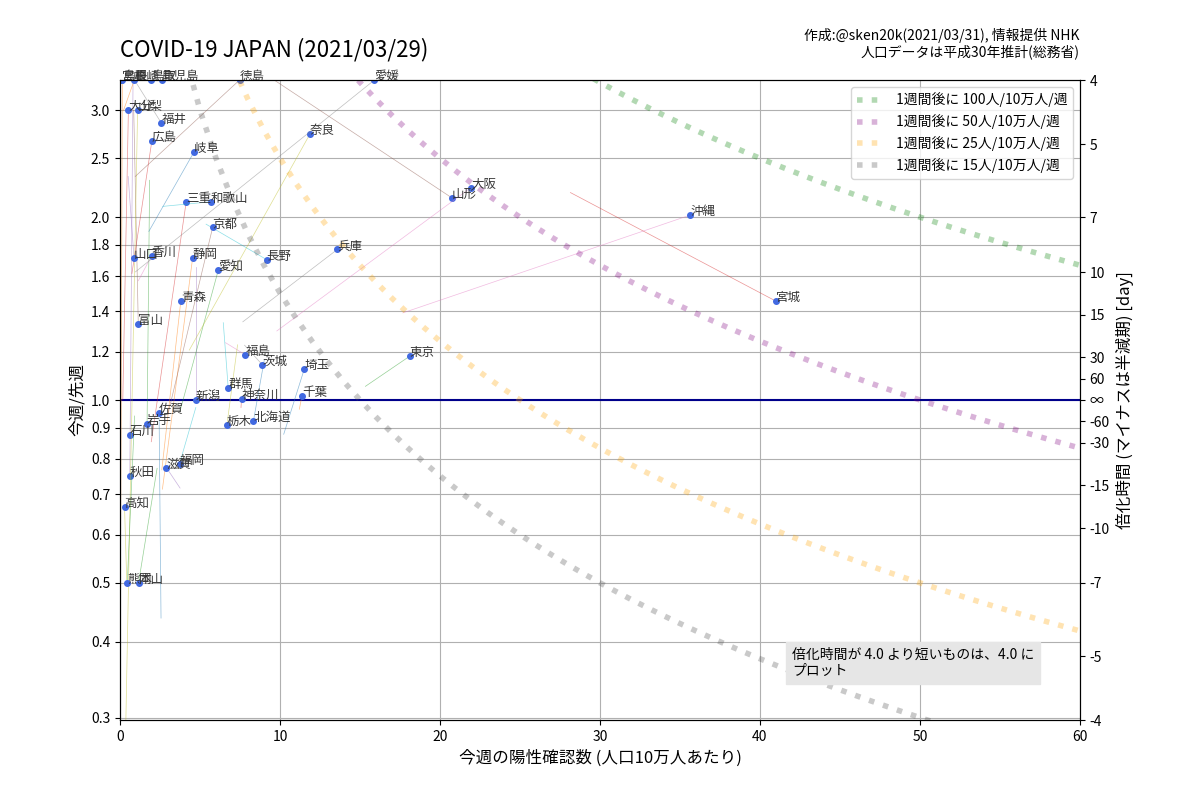 作成:@sken20k(2021/03/31), 情報提供 NHK
COVID-19 JAPAN (2021/03/29)
人口データは平成30年推計(総務省)
鹿児島
徳島
愛媛
4
1週間後に 100人/10万人/週
1週間後に 50人/10万人/週
1週間後に 25人/10万人/週
1週間後に 15人/10万人/週
3.0
大分
山梨
福井
奈良
広島
5
岐阜
2.5
大阪
山形
三重
和歌山
沖縄
2.0
7
京都
1.8
兵庫
山口
香川
静岡
長野
愛知
10
1.6
青森
宮城
1.4
15
富山
1.2
福島
東京
30
茨城
埼玉
60
群馬
神奈川
千葉
新潟
1.0
∞
佐賀
岩手
栃木
北海道
-60
0.9
石川
-30
0.8
滋賀
福岡
秋田
0.7
-15
高知
0.6
-10
0.5
熊本
岡山
-7
0.4
-5
倍化時間が 4.0 より短いものは、4.0 に
プロット
0.3
-4
0 10 20 30 40 50 60
今週の陽性確認数 (人口10万人あたり)
今週/先週
倍化時間 (マイナスは半減期) [day]